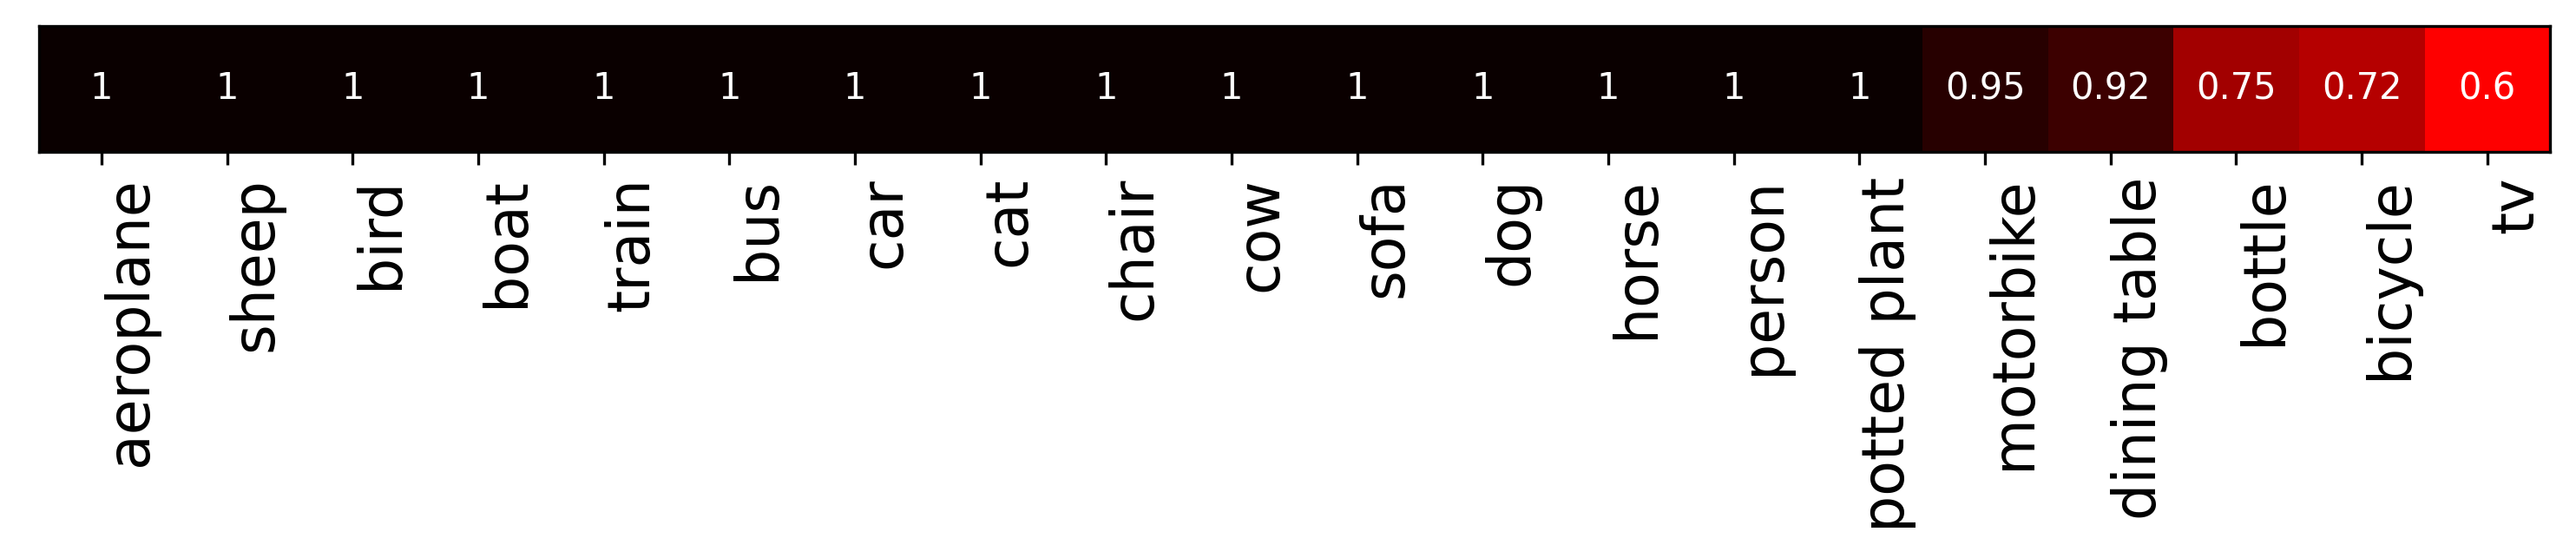 1 1 1 1 1 1 1 1 1 1 1 1 1 1 1 0.95 0.92 0.75 0.72 0.6
aeroplane
sheep
bird
boat
train
bus
car
cat
chair
cow
sofa
dog
horse
person
potted plant
motorbike
dining table
bottle
bicycle
tv